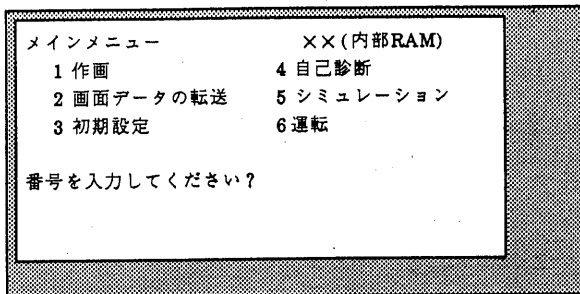 メインメニュー ××(内部RAM)
1 作画 4 自己診断
2 画面データの転送 5 シミュレーション
3 初期設定 6 運転
番号を入力してください？